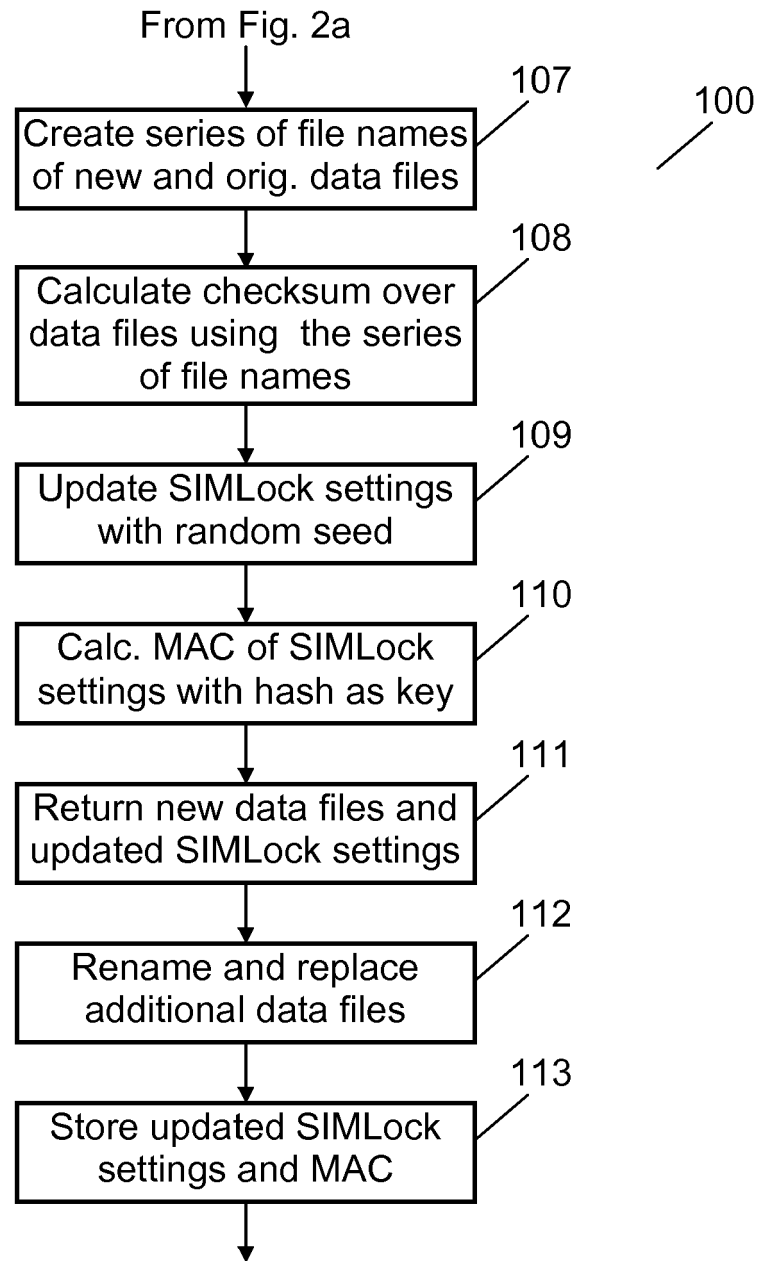 From Fig. 2a
107
100
Create series of file names
of new and orig. data files
108
Calculate checksum over
data files using the series
of file names
109
Update SIMLock settings
with random seed
110
Calc. MAC of SIMLock
settings with hash as key
111
Return new data files and
updated SIMLock settings
112
Rename and replace
additional data files
113
Store updated SIMLock
settings and MAC